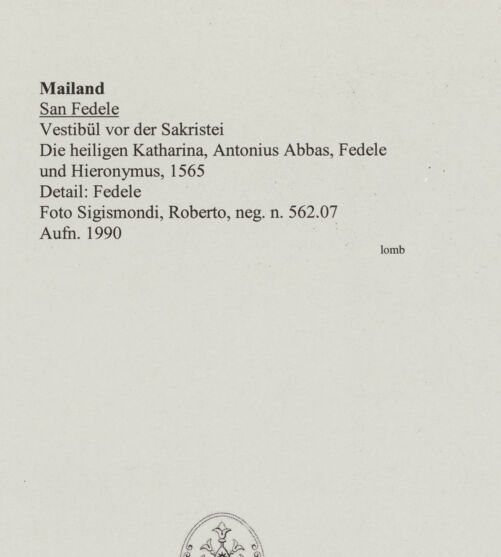 Mailand
San Fedele
Vestibül vor der Sakristei
Die heiligen Katharina, Antonius Abbas, Fedele
und Hieronymus, 1565
Detail: Fedele
Foto Sigismondi, Roberto, neg. n. 562.07
Aufn. 1990
lomb